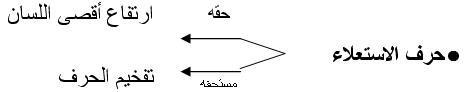 حقه
ارتفاع أقصى اللسان
●حرف الاستعلاء
تفخيم الحرف
مستحقه